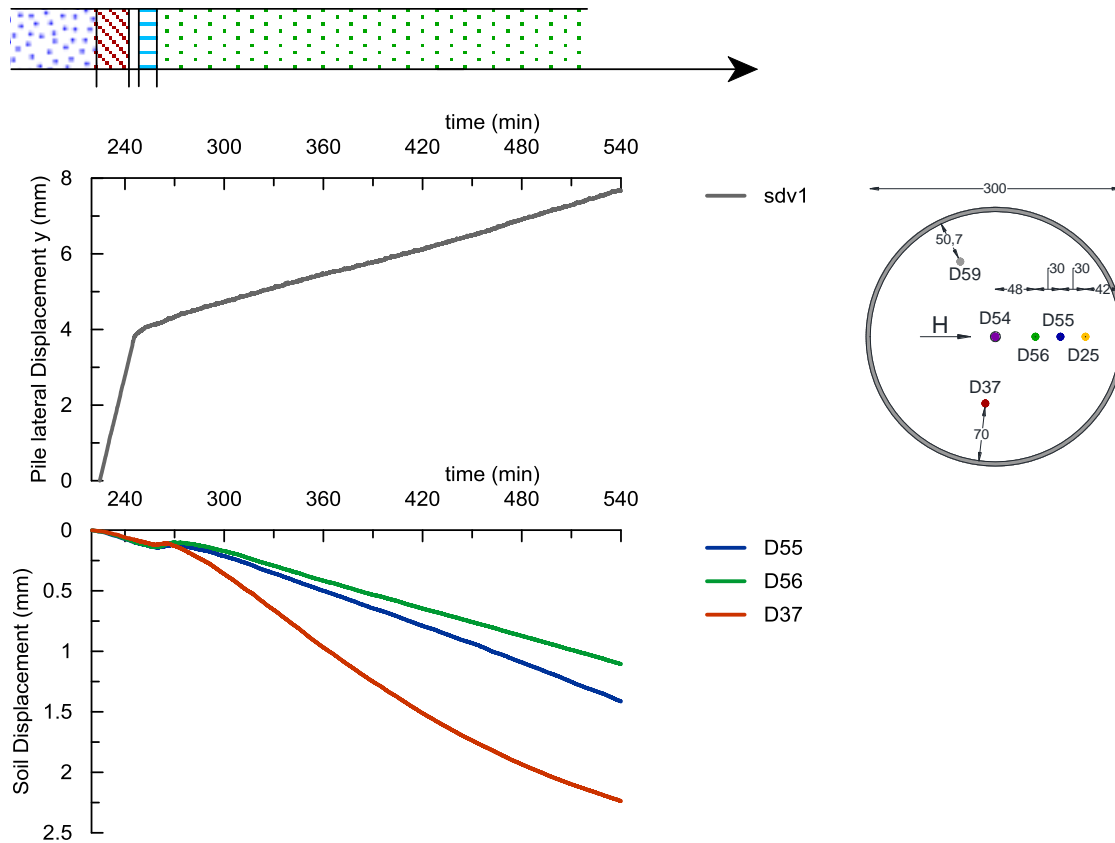 time (min)
240 300 360 420 480 540
8
6
4
2
0
Pile lateral Displacement y (mm)
sdv1
300
50,7
D59
30 30
48 42
D54
D55
H
D56 D25
D37
70
time (min)
240 300 360 420 480 540
0
0.5
1
1.5
2
2.5
Soil Displacement (mm)
D55
D56
D37